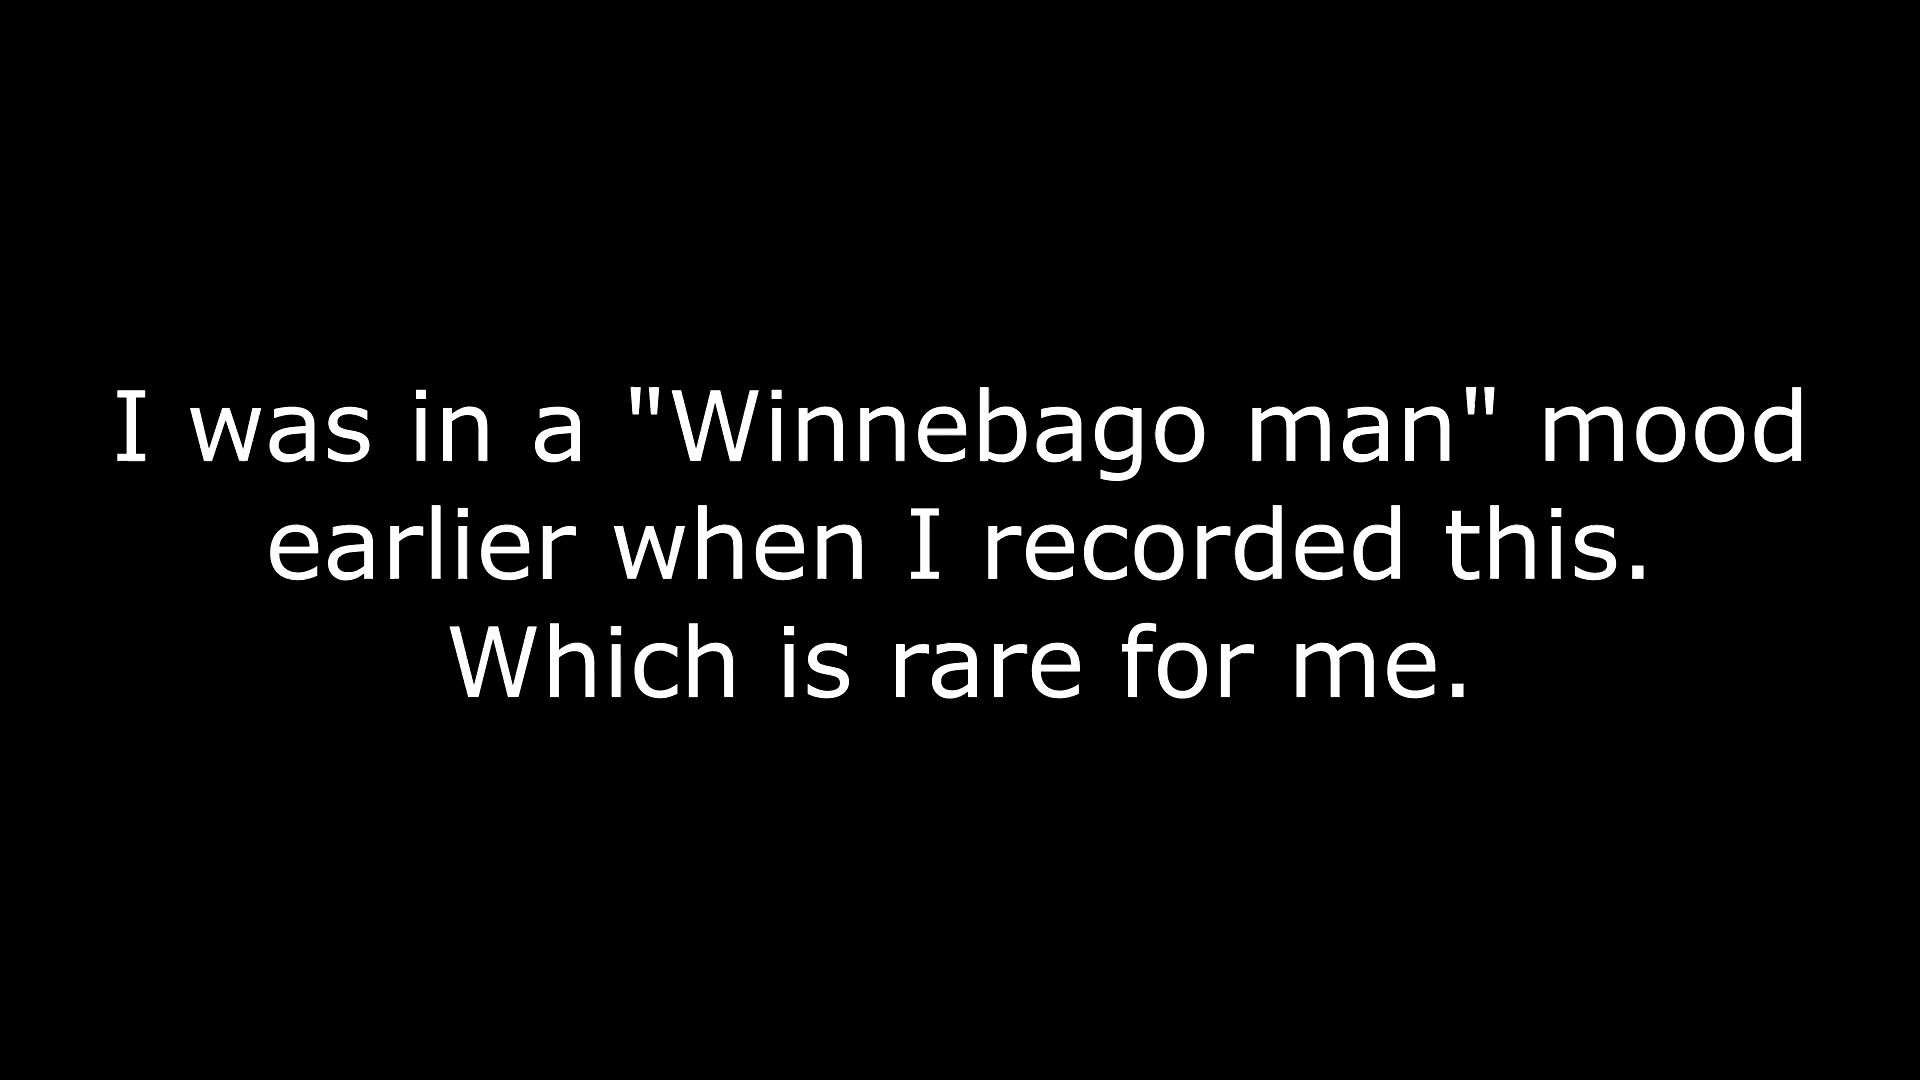 I was in a "Winnebago man" mood
earlier when I recorded this.
Which is rare for me.